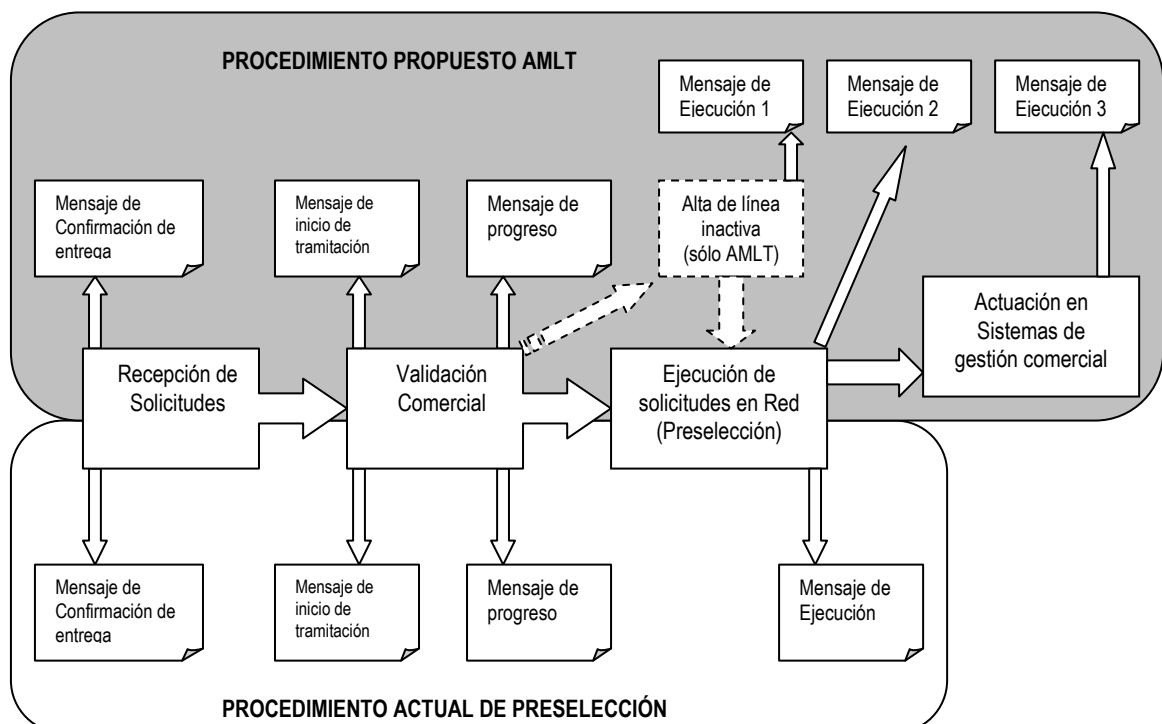 PROCEDIMIENTO PROPUESTO AMLT
Mensaje de
Ejecución 1
Mensaje de
Ejecución 2
Mensaje de
Ejecución 3
Mensaje de
Confirmación de
entrega
Mensaje de
inicio de
tramitación
Mensaje de
progreso
Alta de línea
inactiva
(sólo AMLT)
Actuación en
Sistemas de
gestión comercial
Recepción de
Solicitudes
Validación
Comercial
Ejecución de
solicitudes en Red
(Preselección)
Mensaje de
Confirmación de
entrega
Mensaje de
inicio de
tramitación
Mensaje de
progreso
Mensaje de
Ejecución
PROCEDIMIENTO ACTUAL DE PRESELECCIÓN